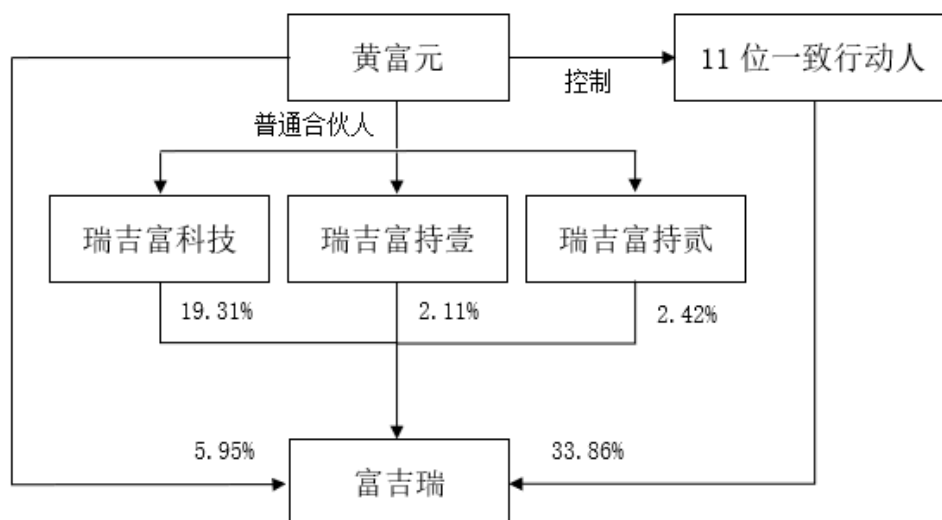 黄富元
11 位一致行动人
控制
普通合伙人
瑞吉富科技
瑞吉富持壹
瑞吉富持贰
19.31%
2.11%
2.42%
5.95%
33.86%
富吉瑞